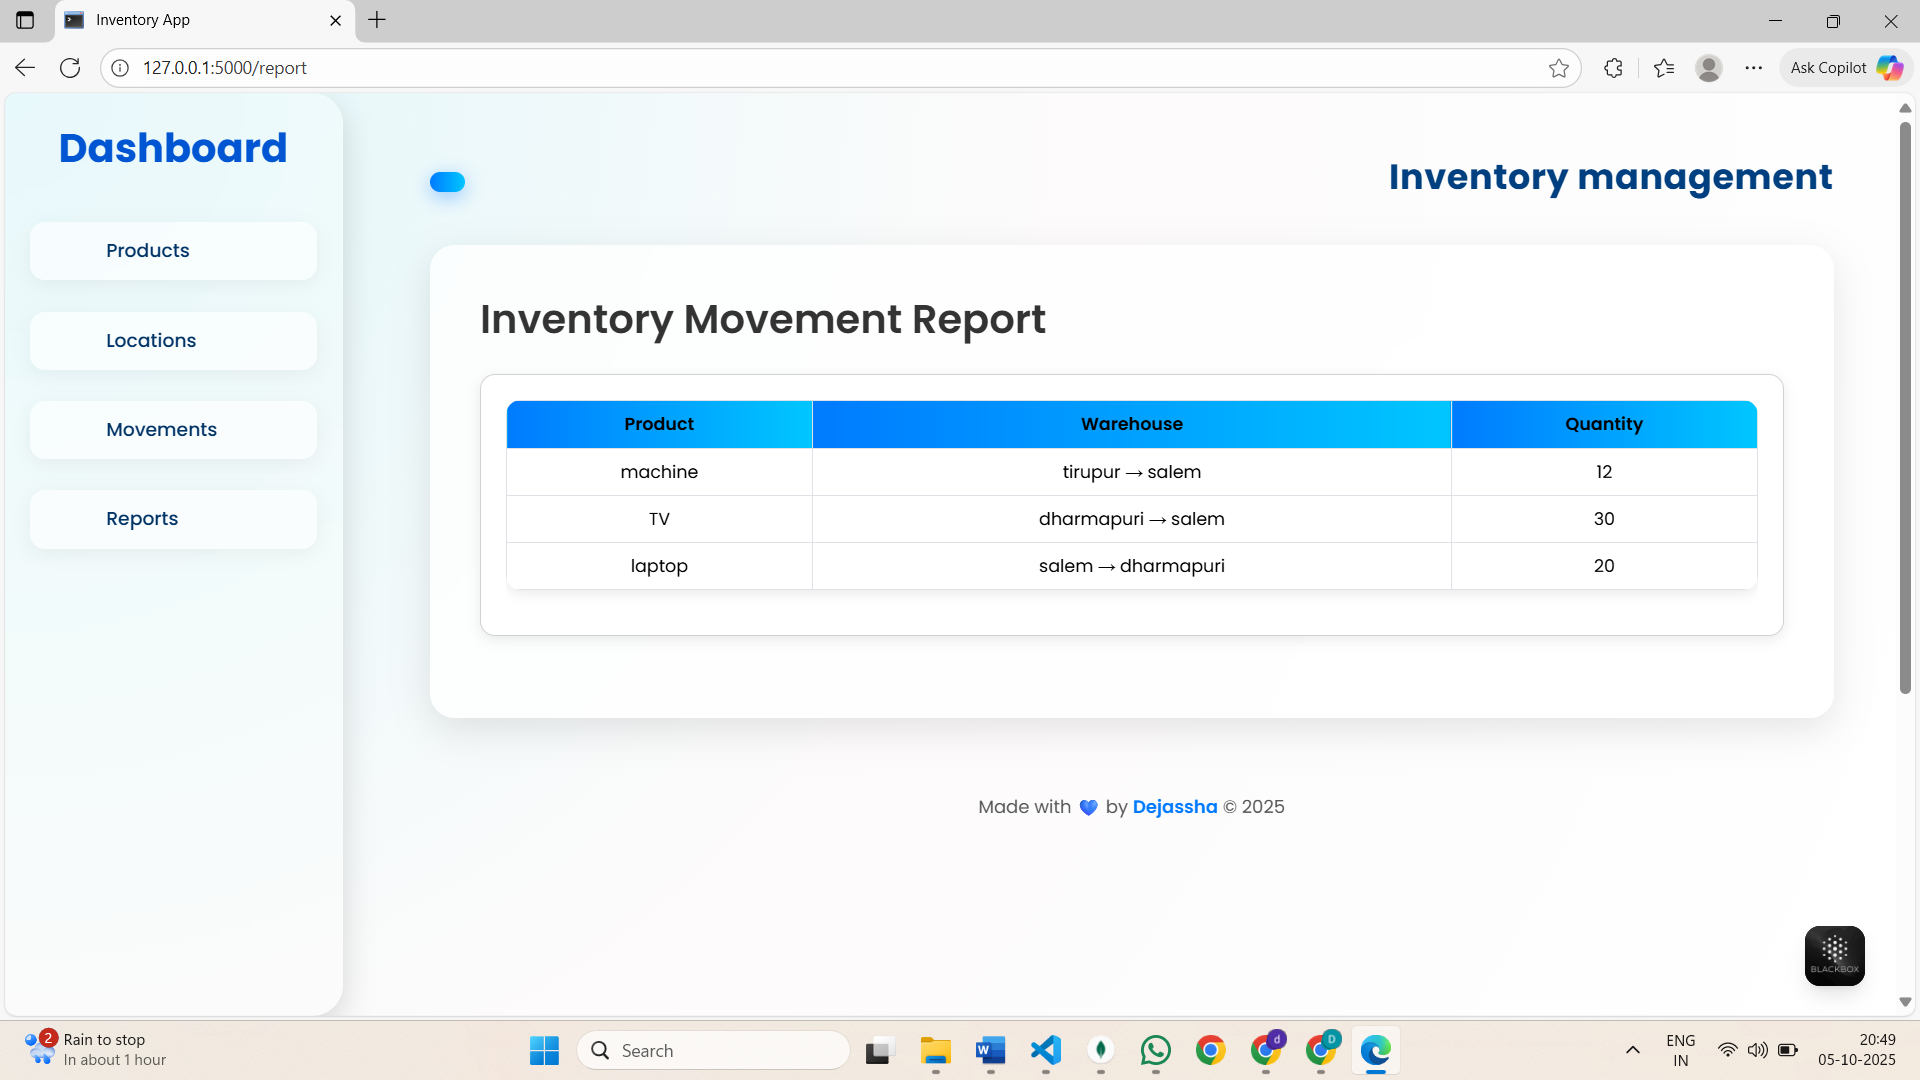 Inventory App
127.0.0.1:5000/report
Ask Copilot
Dashboard
Products
Locations
Movements
Reports
Inventory management
Inventory Movement Report
Product Warehouse Quantity
machine tirupur → salem 12
TV dharmapuri → salem 30
laptop salem → dharmapuri 20
Made with 💙 by Dejassha © 2025
BLACKBOX
2
Rain to stop
In about 1 hour
Search
W
d
D
ENG
IN
20:49
05-10-2025